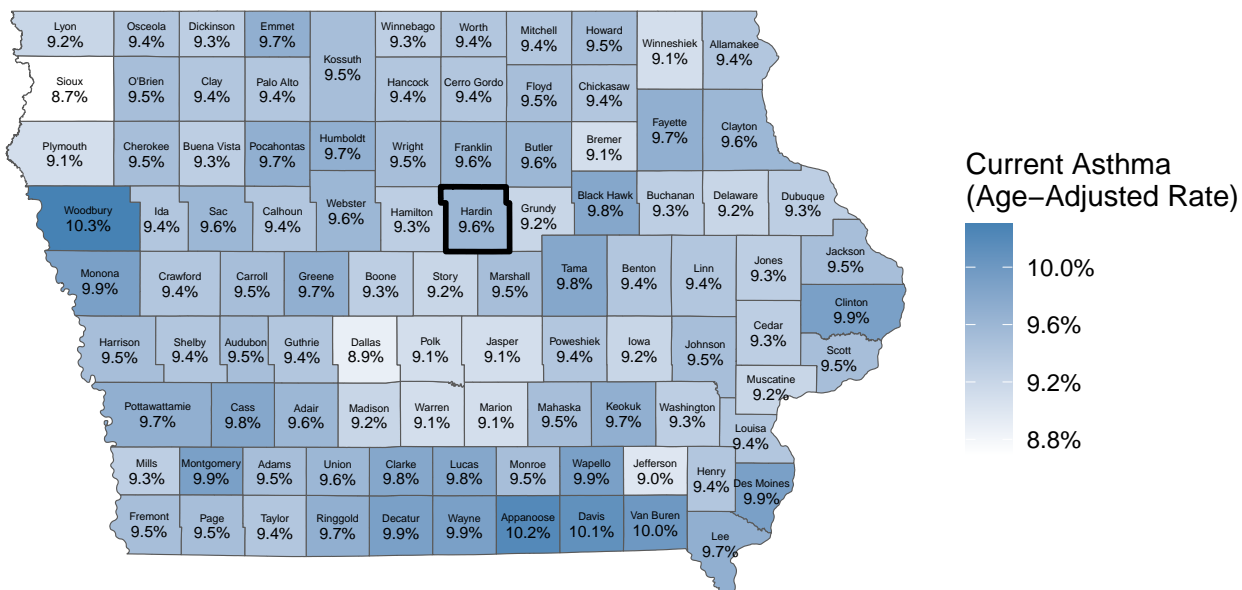 Lyon
9.2%
Osceola
9.4%
Dickinson
9.3%
Emmet
9.7%
Kossuth
9.5%
Winnebago
9.3%
Worth
9.4%
Mitchell
9.4%
Howard
9.5%
Winneshiek
9.1%
Allamakee
9.4%
Sioux
8.7%
O'Brien
9.5%
Clay
9.4%
Palo Alto
9.4%
Hancock
9.4%
Cerro Gordo
9.4%
Floyd
9.5%
Chickasaw
9.4%
Fayette
9.7%
Clayton
9.6%
Plymouth
9.1%
Cherokee
9.5%
Buena Vista
9.3%
Pocahontas
9.7%
Humboldt
9.7%
Wright
9.5%
Franklin
9.6%
Butler
9.6%
Bremer
9.1%
Woodbury
10.3%
Ida
9.4%
Sac
9.6%
Calhoun
9.4%
Webster
9.6%
Hamilton
9.3%
Hardin
9.6%
Grundy
9.2%
Black Hawk
9.8%
Buchanan
9.3%
Delaware
9.2%
Dubuque
9.3%
Monona
9.9%
Crawford
9.4%
Carroll
9.5%
Greene
9.7%
Boone
9.3%
Story
9.2%
Marshall
9.5%
Tama
9.8%
Benton
9.4%
Linn
9.4%
Jones
9.3%
Jackson
9.5%
Clinton
9.9%
Harrison
9.5%
Shelby
9.4%
Audubon
9.5%
Guthrie
9.4%
Dallas
8.9%
Polk
9.1%
Jasper
9.1%
Poweshiek
9.4%
Iowa
9.2%
Johnson
9.5%
Cedar
9.3%
Scott
9.5%
Muscatine
9.2%
Pottawattamie
9.7%
Cass
9.8%
Adair
9.6%
Madison
9.2%
Warren
9.1%
Marion
9.1%
Mahaska
9.5%
Keokuk
9.7%
Washington
9.3%
Louisa
9.4%
Mills
9.3%
Montgomery
9.9%
Adams
9.5%
Union
9.6%
Clarke
9.8%
Lucas
9.8%
Monroe
9.5%
Wapello
9.9%
Jefferson
9.0%
Henry
9.4%
Des Moines
9.9%
Fremont
9.5%
Page
9.5%
Taylor
9.4%
Ringgold
9.7%
Decatur
9.9%
Wayne
9.9%
Appanoose
10.2%
Davis
10.1%
Van Buren
10.0%
Lee
9.7%
Current Asthma
(Age−Adjusted Rate)
10.0%
9.6%
9.2%
8.8%